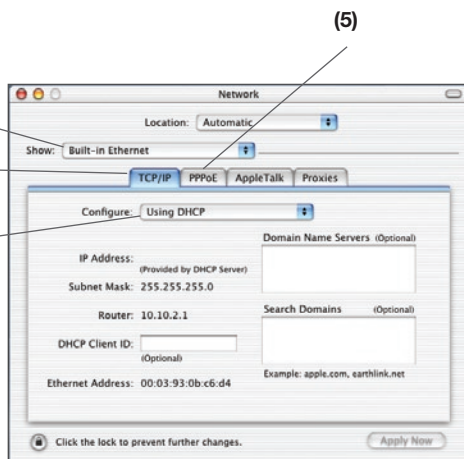 (5)
Network
Location: Automatic
Show: Built-in Ethernet
TCP/IP PPPoE AppleTalk Proxies
Configure: Using DHCP
Domain Name Servers (Optional)
IP Address:
(Provided by DHCP Server)
Subnet Mask: 255.255.255.0
Router: 10.10.2.1
Search Domains (Optional)
DHCP Client ID:
(Optional)
Example: apple.com, earthlink.net
Ethernet Address: 00:03:93:0b:c6:d4
Click the lock to prevent further changes.
Apply Now